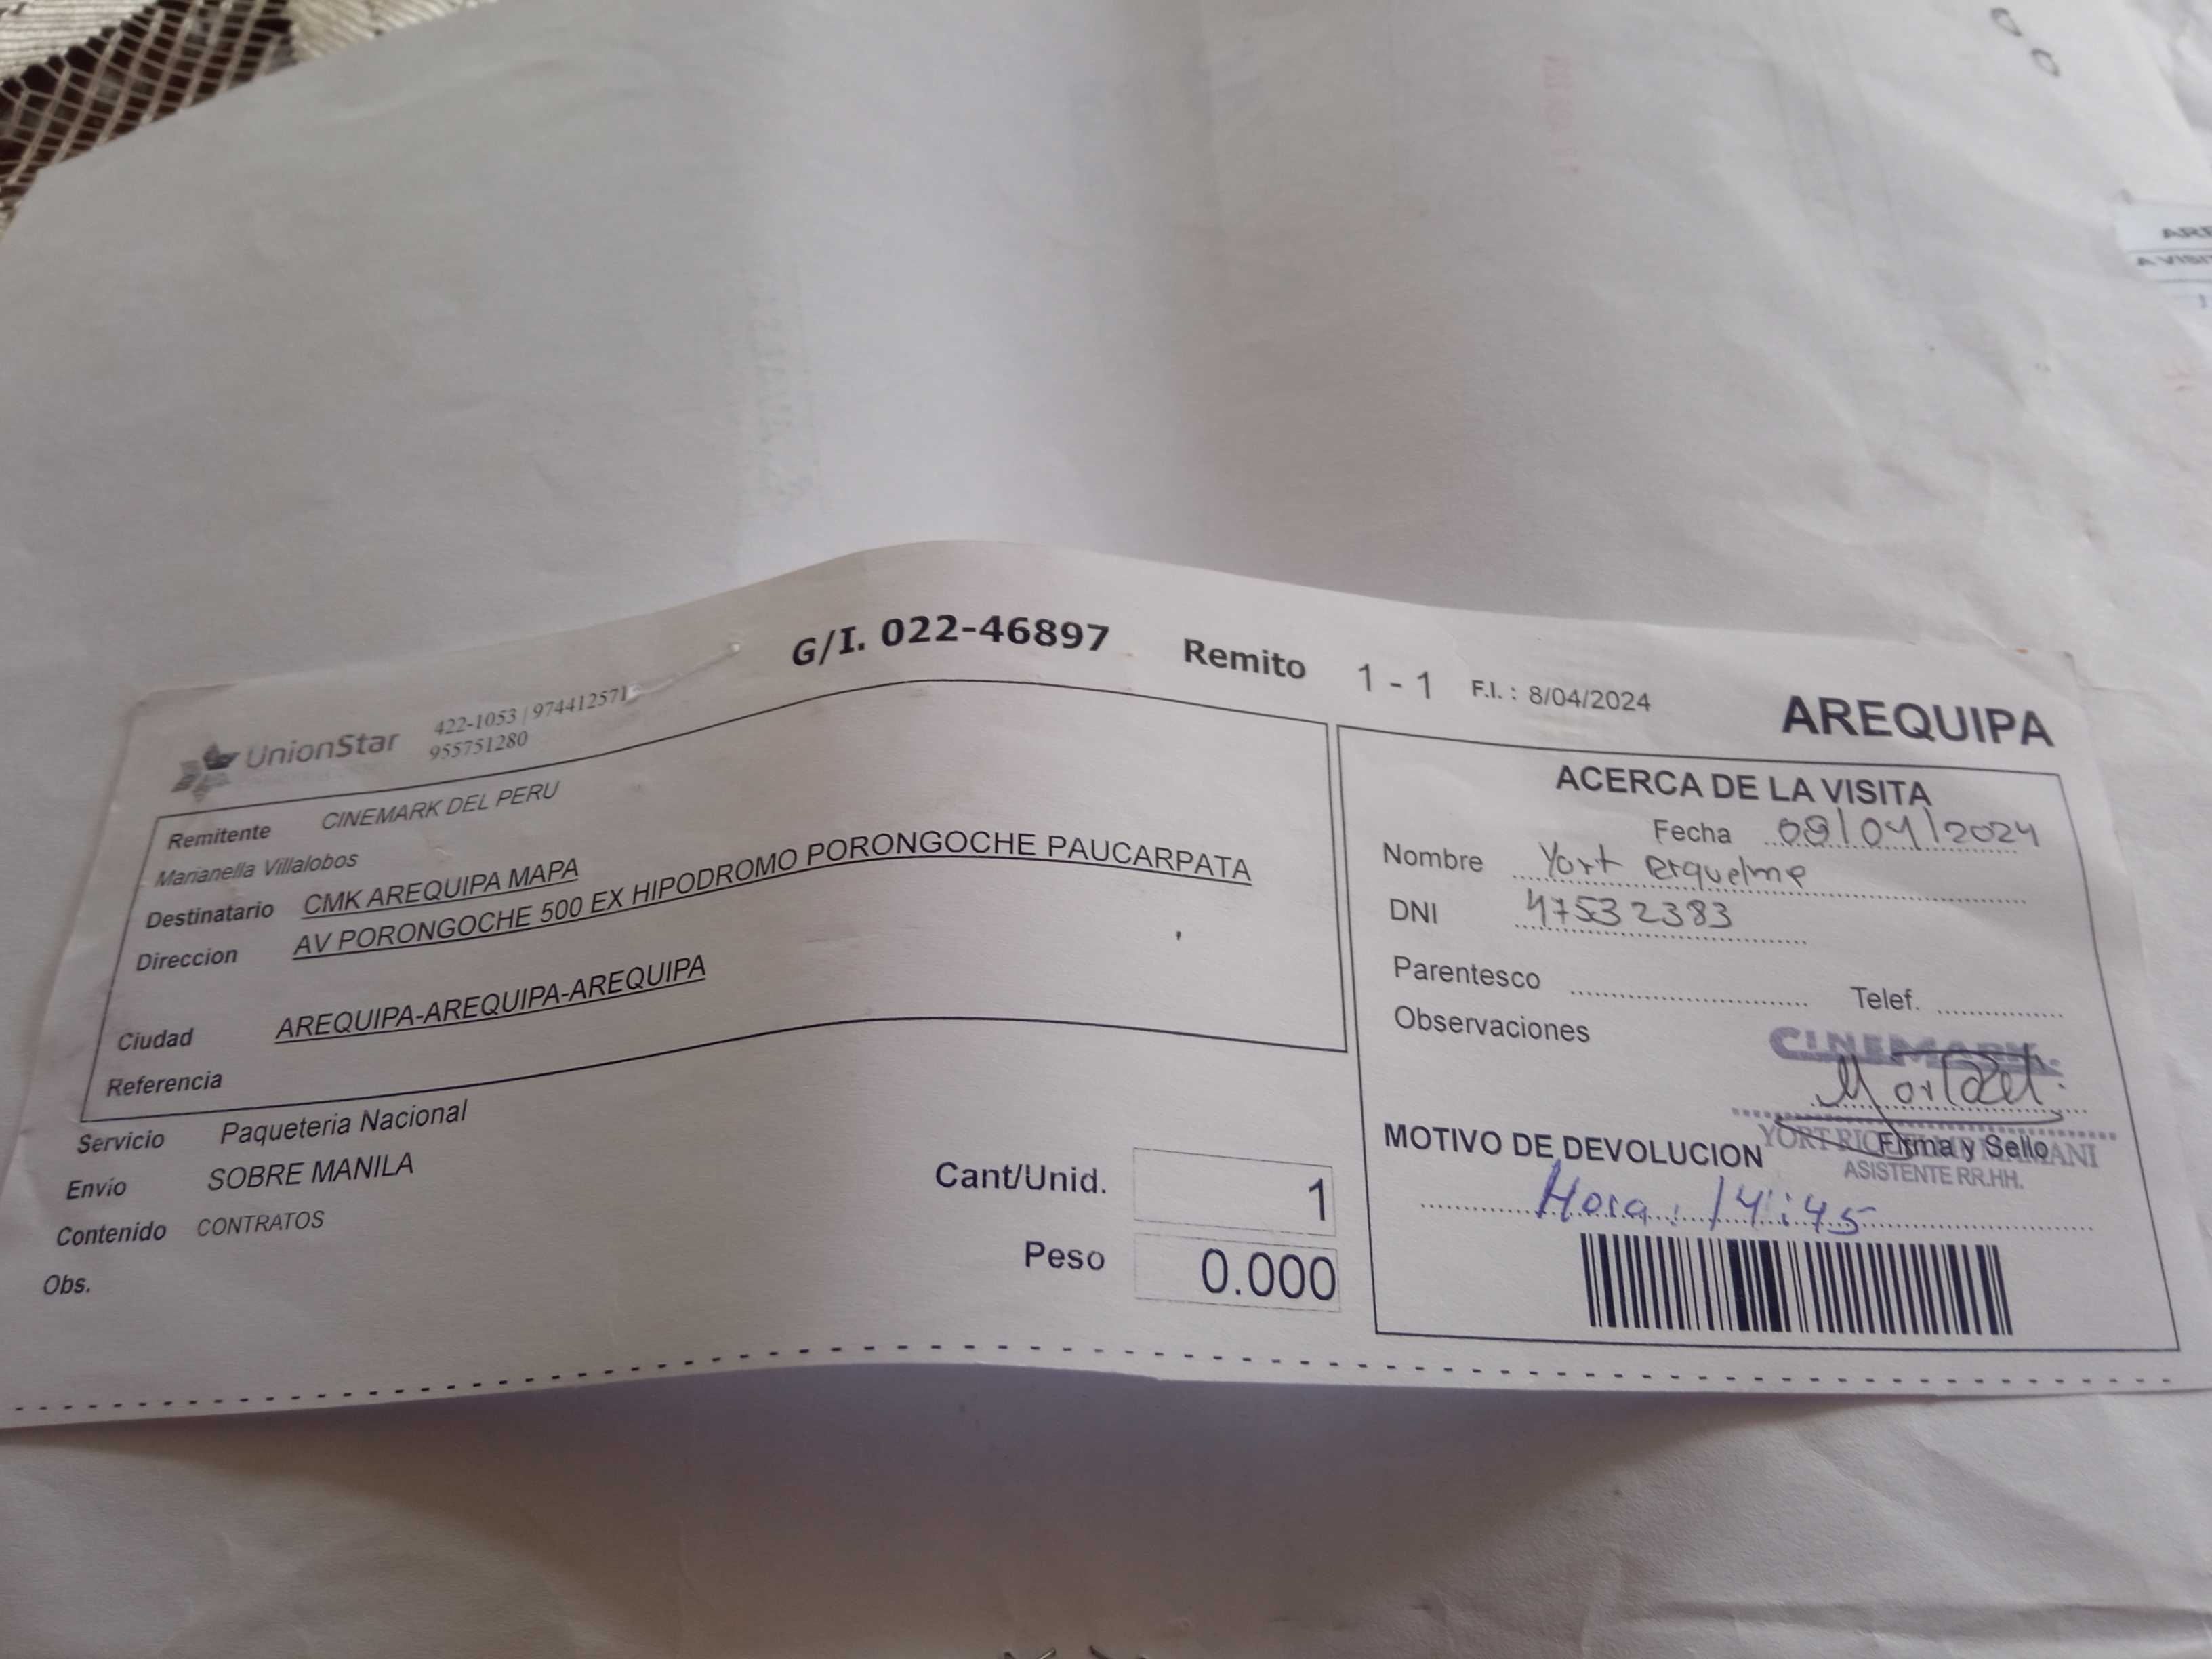 G/I. 022-46897 Remito 1 - 1 F.I. : 8/04/2024 AREQUIPA
UnionStar 422-1053 | 974412571
955751280
Remitente CINEMARK DEL PERU
Marianella Villalobos
Destinatario CMK AREQUIPA MAPA
Direccion AV PORONGOCHE 500 EX HIPODROMO PORONGOCHE PAUCARPATA
Ciudad AREQUIPA-AREQUIPA-AREQUIPA
Referencia
Servicio Paqueteria Nacional
Envio SOBRE MANILA
Contenido CONTRATOS
Obs.
Cant/Unid. 1
Peso 0.000
ACERCA DE LA VISITA
Fecha 09/04/2024
Nombre Yort
DNI 47532383
Parentesco Telef.
Observaciones
CINEMARK
Firma y Sello
YORT
ASISTENTE RR.HH.
MOTIVO DE DEVOLUCION
Hora: 14:45